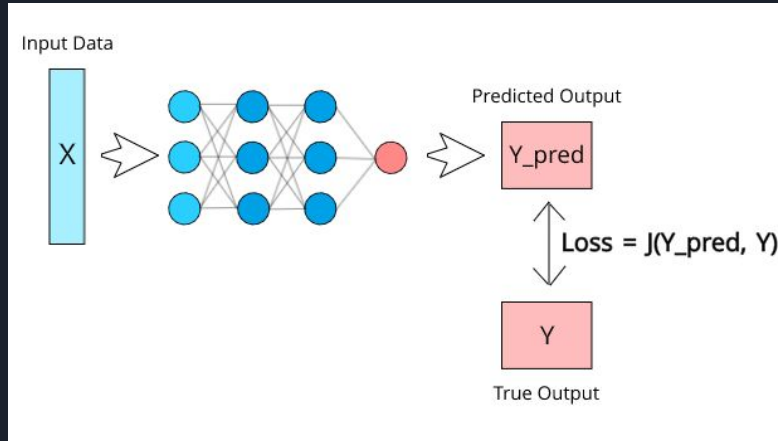 Input Data
X
Predicted Output
Y_pred
Loss = J(Y_pred, Y)
Y
True Output